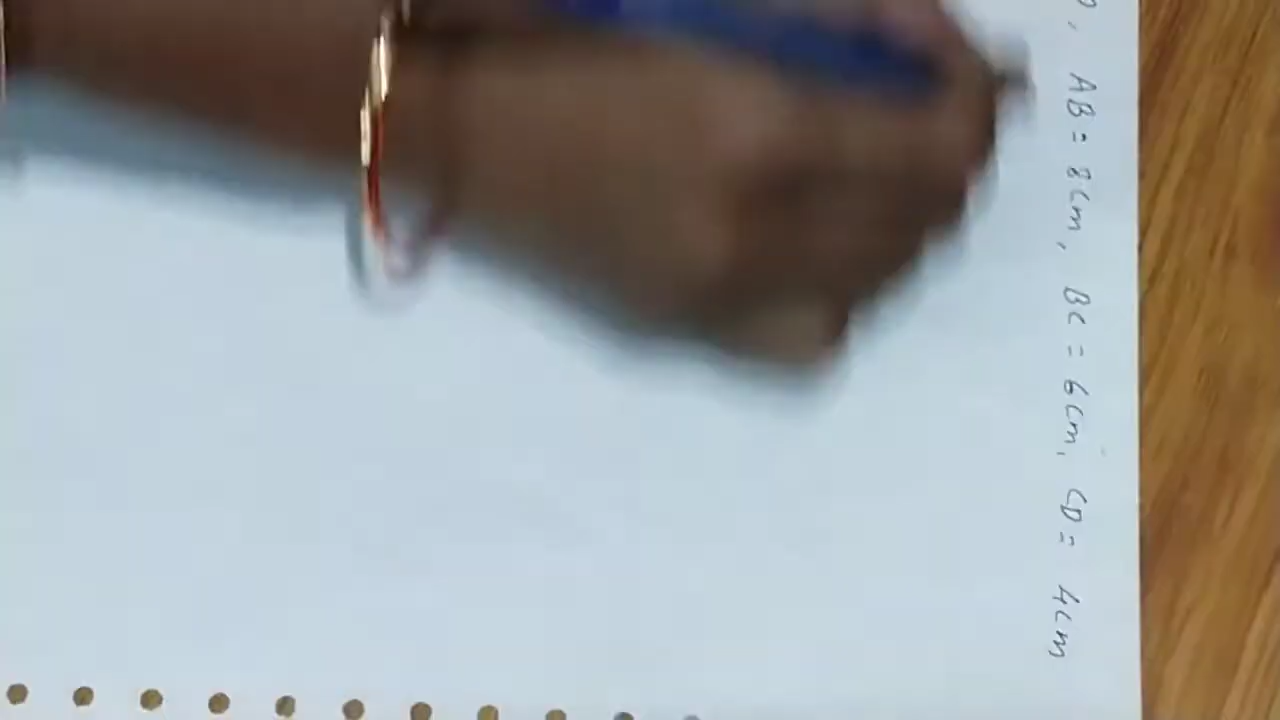 , AB = 8cm, BC = 6cm, CD = 4cm